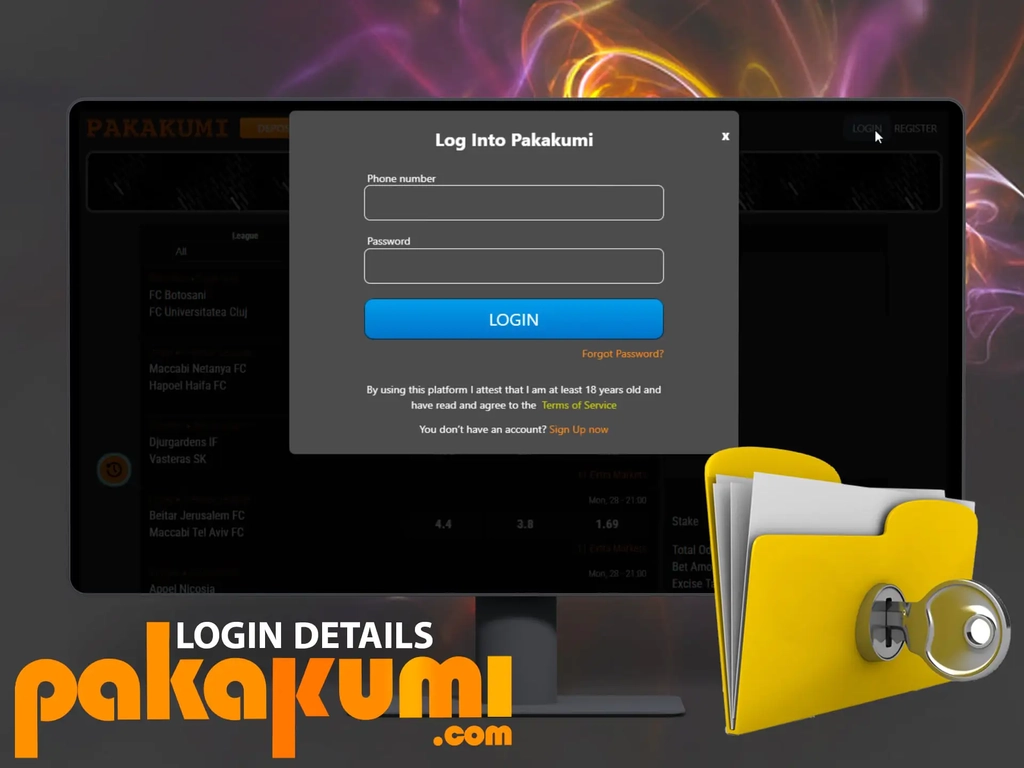 PAKAKUMI
LOGIN
REGISTER
Log Into Pakakumi
x
Phone number
Password
LOGIN
Forgot Password?
By using this platform I attest that I am at least 18 years old and
have read and agree to the Terms of Service
You don't have an account? Sign Up now
League
All
FC Botosani
FC Universitatea Cluj
Maccabi Netanya FC
Hapoel Haifa FC
Djurgardens IF
Vasteras SK
Mon, 28 - 21:00
Beitar Jerusalem FC
Maccabi Tel Aviv FC
4.4
3.8
1.69
Stake
Bet Amo
Mon, 28 - 21:00
Apoel Nicosia
LOGIN DETAILS
pakakumi
.com